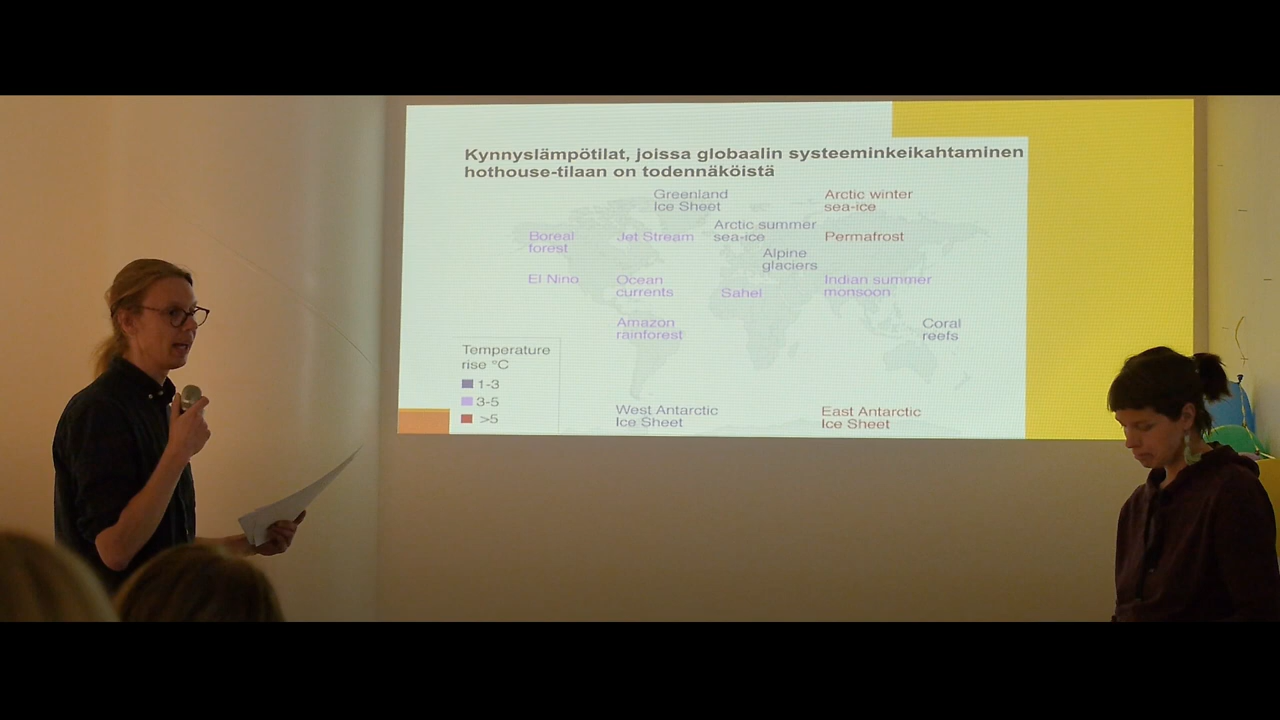 Kynnyslämpötilat, joissa globaalin systeeminkeikahtaminen
hothouse-tilaan on todennäköistä
Greenland
Ice Sheet
Arctic winter
sea-ice
Arctic summer
sea-ice
Boreal
forest
Jet Stream
Permafrost
Alpine
glaciers
El Nino
Ocean
currents
Sahel
Indian summer
monsoon
Amazon
rainforest
Coral
reefs
Temperature
rise °C
1-3
3-5
>5
West Antarctic
Ice Sheet
East Antarctic
Ice Sheet